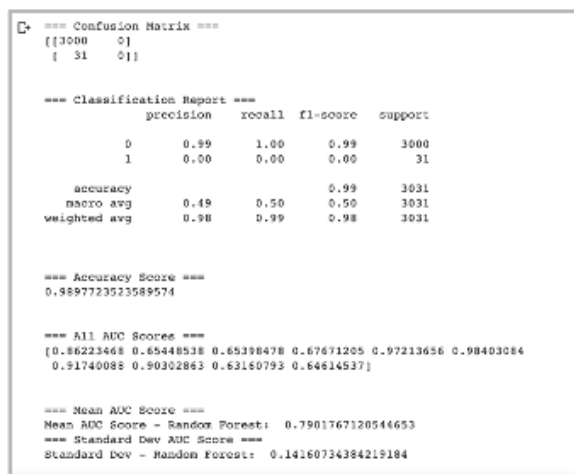 === Confusion Matrix ===
[[3000 0]
[ 31 0]]
=== Classification Report ===
precision recall f1-score support
0 0.99 1.00 0.99 3000
1 0.00 0.00 0.00 31
accuracy 0.99 3031
macro avg 0.49 0.50 0.50 3031
weighted avg 0.98 0.99 0.98 3031
=== Accuracy Score ===
0.9897723523589574
=== All AUC Scores ===
[0.86223468 0.65448538 0.65398478 0.67671205 0.97213656 0.98403084
0.91740088 0.90302863 0.63160793 0.64614537]
=== Mean AUC Score ===
Mean AUC Score - Random Forest: 0.7901767120544653
=== Standard Dev AUC Score ===
Standard Dev - Random Forest: 0.14160734384219184